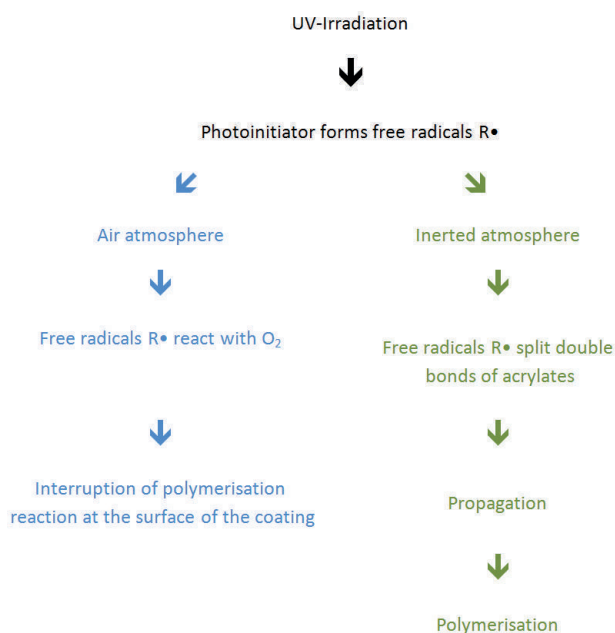 UV-Irradiation
Photoinitiator forms free radicals R•
Air atmosphere
Inerted atmosphere
Free radicals R• react with O₂
Free radicals R• split double
bonds of acrylates
Interruption of polymerisation
reaction at the surface of the coating
Propagation
Polymerisation